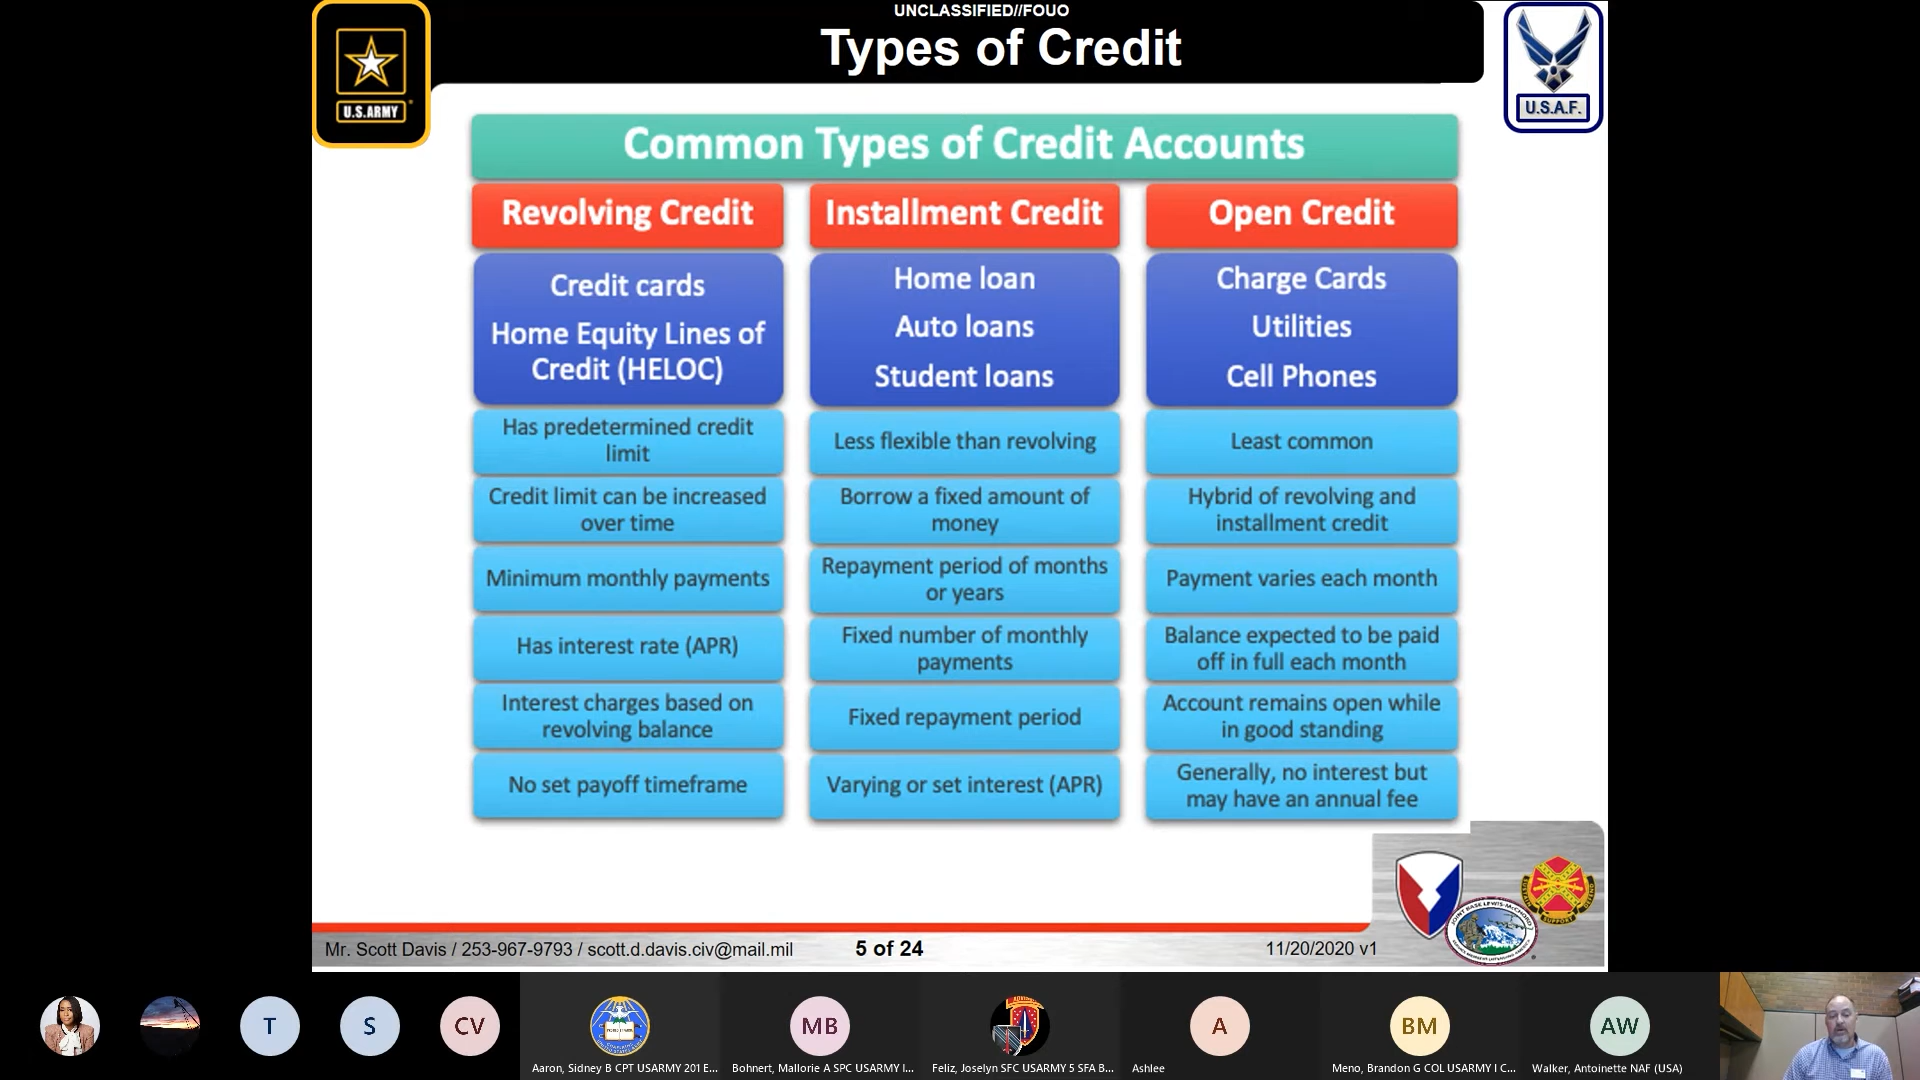 UNCLASSIFIED//FOUO
Types of Credit
U.S.ARMY
U.S.A.F.
Common Types of Credit Accounts
Revolving Credit
Installment Credit
Open Credit
Credit cards
Home Equity Lines of
Credit (HELOC)
Home loan
Auto loans
Student loans
Charge Cards
Utilities
Cell Phones
Has predetermined credit
limit
Less flexible than revolving
Least common
Credit limit can be increased
over time
Borrow a fixed amount of
money
Hybrid of revolving and
installment credit
Minimum monthly payments
Repayment period of months
or years
Payment varies each month
Has interest rate (APR)
Fixed number of monthly
payments
Balance expected to be paid
off in full each month
Interest charges based on
revolving balance
Fixed repayment period
Account remains open while
in good standing
No set payoff timeframe
Varying or set interest (APR)
Generally, no interest but
may have an annual fee
JOINT BASE LEWIS-McCHORD
SUPPORT
Mr. Scott Davis / 253-967-9793 / scott.d.davis.civ@mail.mil
5 of 24
11/20/2020 v1
T
S
CV
MB
A
BM
AW
Aaron, Sidney B CPT USARMY 201 E...
Bohnert, Mallorie A SPC USARMY I...
Feliz, Joselyn SFC USARMY 5 SFA B...
Ashlee
Meno, Brandon G COL USARMY I C...
Walker, Antoinette NAF (USA)